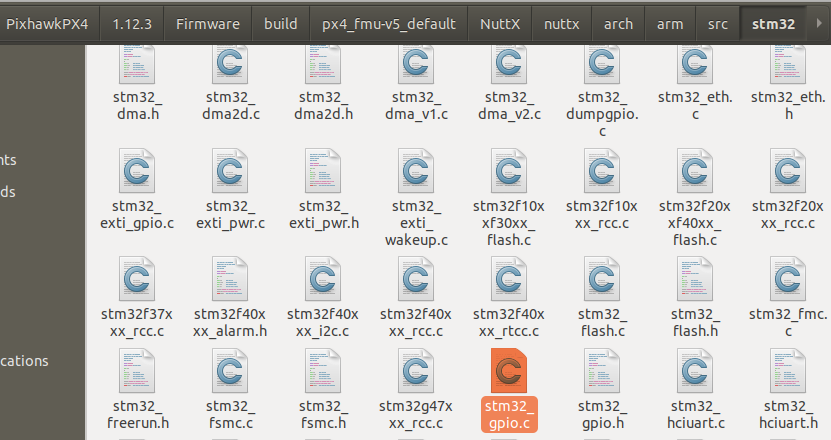 PixhawkPX4 1.12.3 Firmware build px4_fmu-v5_default NuttX nuttx arch arm src stm32
stm32_ stm32_ stm32_ stm32_ stm32_ stm32_ stm32_eth. stm32_eth.
dma.h dma2d.c dma2d.h dma_v1.c dma_v2.c dumpgpio. c h
c
nts
ds
stm32_ stm32_ stm32_ stm32_ stm32f10x stm32f10x stm32f20x stm32f20x
exti_gpio.c exti_pwr.c exti_pwr.h exti_ xf30xx_ xx_rcc.c xf40xx_ xx_rcc.c
wakeup.c flash.c flash.c
stm32f37x stm32f40x stm32f40x stm32f40x stm32f40x stm32_ stm32_ stm32_fmc.
xx_rcc.c xx_alarm.h xx_i2c.c xx_rcc.c xx_rtcc.c flash.c flash.h c
cations
stm32_ stm32_ stm32_ stm32g47x stm32_ stm32_ stm32_ stm32_
freerun.h fsmc.c fsmc.h xx_rcc.c gpio.c gpio.h hciuart.c hciuart.h